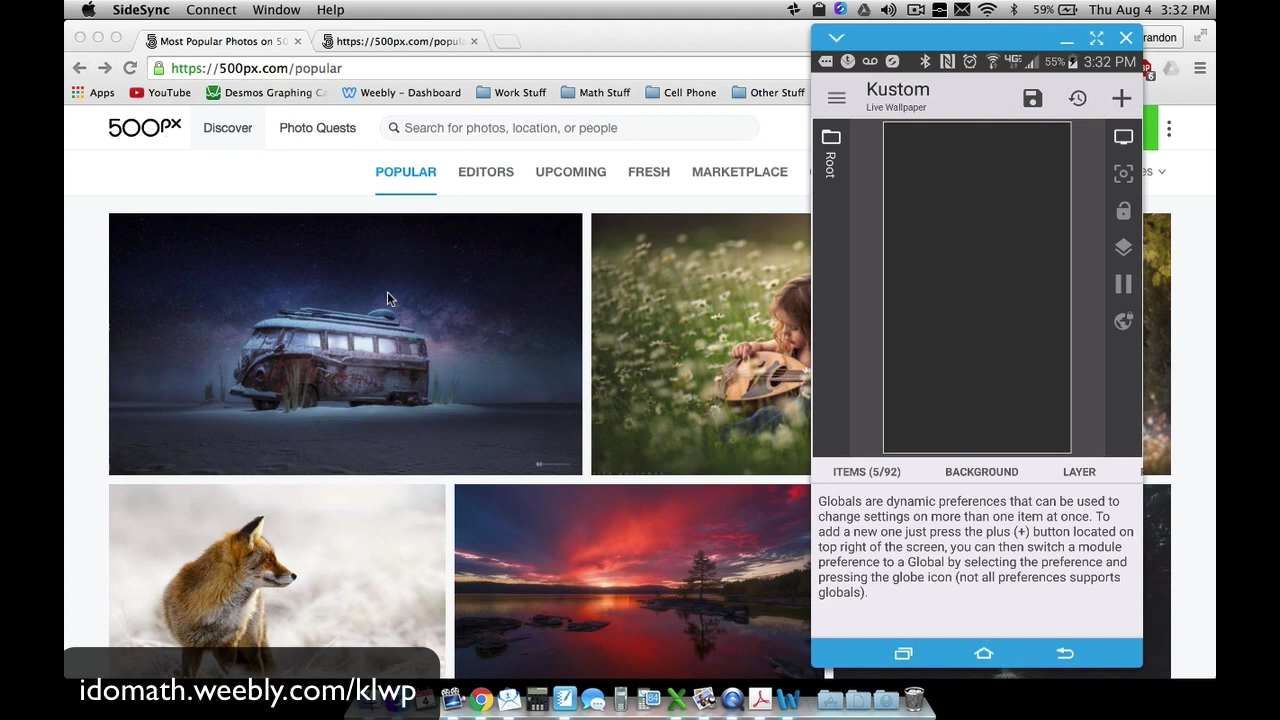 SideSync Connect Window Help
59% Thu Aug 4 3:32 PM
Most Popular Photos on 50
https://500px.com/popula
randon
https://500px.com/popular
Apps YouTube Desmos Graphing Ca Weebly - Dashboard Work Stuff Math Stuff Cell Phone Other Stuff
500px Discover Photo Quests Search for photos, location, or people
POPULAR EDITORS UPCOMING FRESH MARKETPLACE
es
4G 55% 3:32 PM
Kustom
Live Wallpaper
Root
ITEMS (5/92) BACKGROUND LAYER
Globals are dynamic preferences that can be used to
change settings on more than one item at once. To
add a new one just press the plus (+) button located on
top right of the screen, you can then switch a module
preference to a Global by selecting the preference and
pressing the globe icon (not all preferences supports
globals).
idomath.weebly.com/klwp